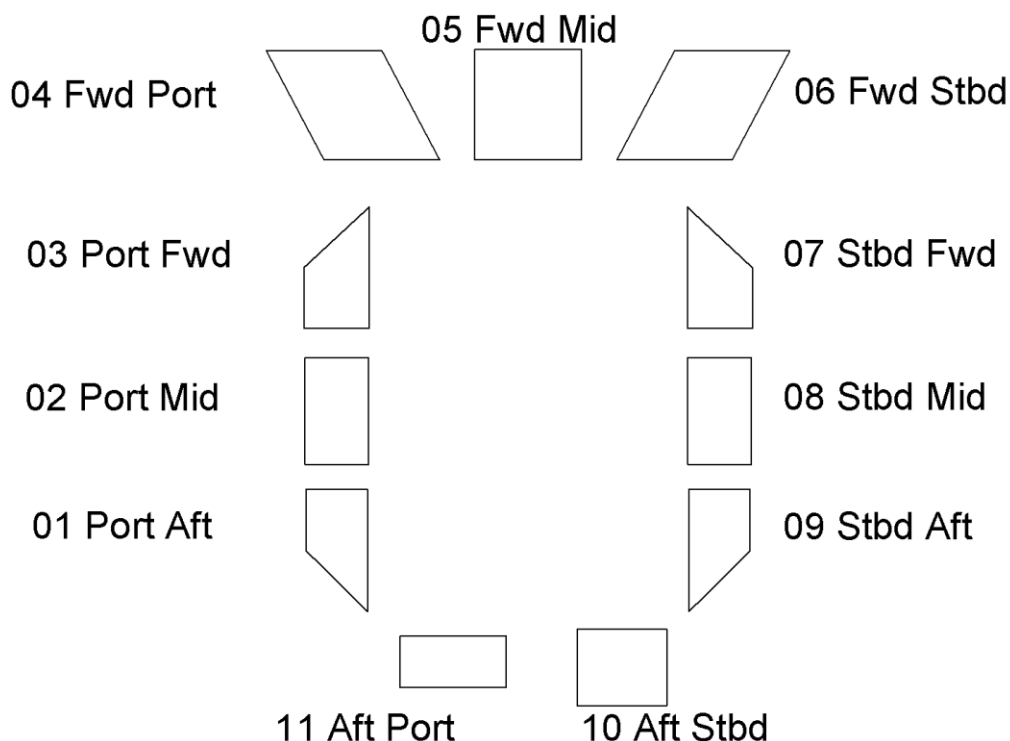 05 Fwd Mid
04 Fwd Port
06 Fwd Stbd
03 Port Fwd
07 Stbd Fwd
02 Port Mid
08 Stbd Mid
01 Port Aft
09 Stbd Aft
11 Aft Port
10 Aft Stbd